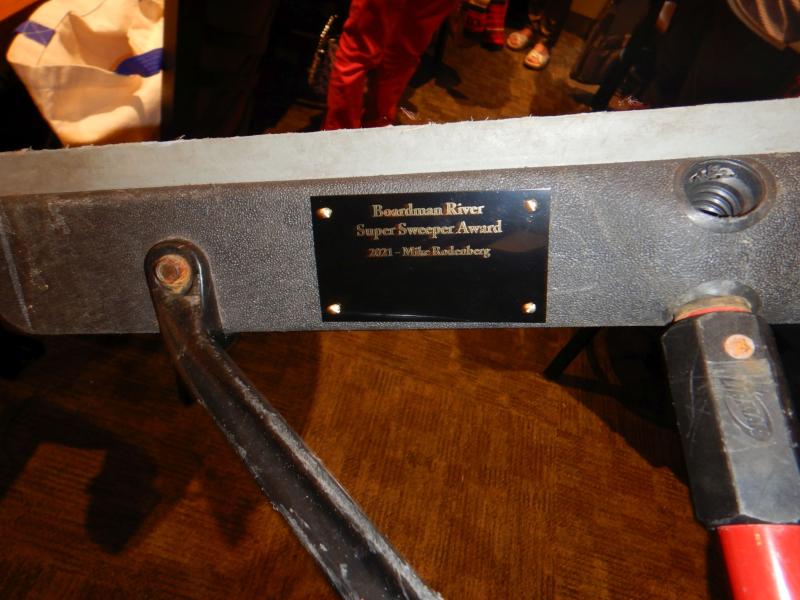 Boardman River
Super Sweeper Award
2021 - Mike Rodenberg